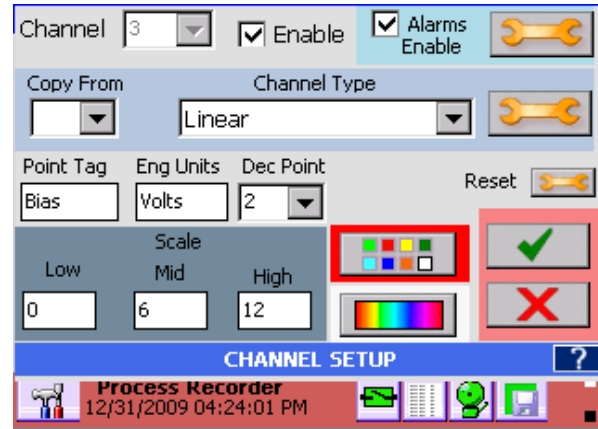 Channel 3 Enable Alarms Enable
Copy From Channel Type
Linear
Point Tag Eng Units Dec Point
Reset
Bias Volts 2
Scale
Low Mid High
0 6 12
CHANNEL SETUP ?
Process Recorder
12/31/2009 04:24:01 PM